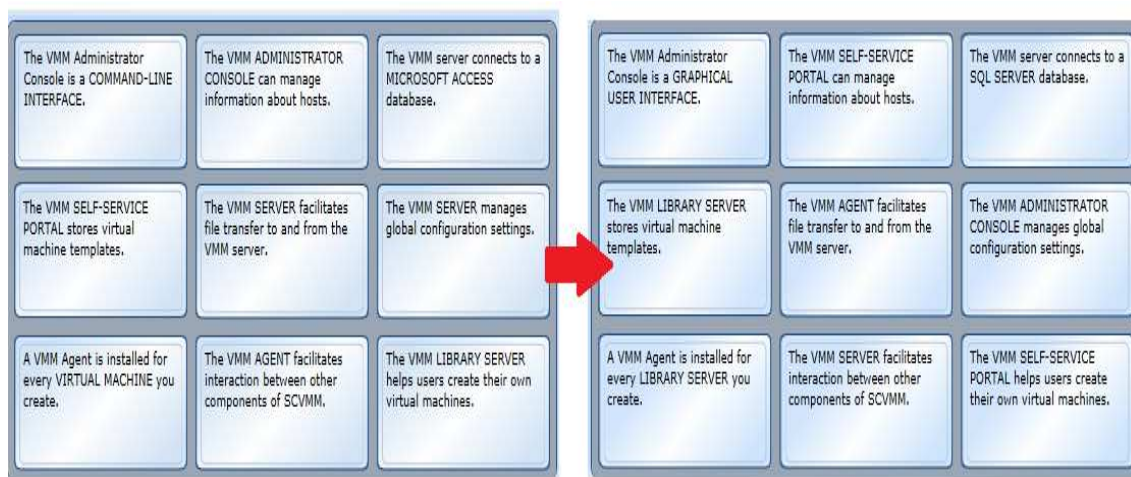 The VMM Administrator
Console is a COMMAND-LINE
INTERFACE.
The VMM ADMINISTRATOR
CONSOLE can manage
information about hosts.
The VMM server connects to a
MICROSOFT ACCESS
database.
The VMM SELF-SERVICE
PORTAL stores virtual
machine templates.
The VMM SERVER facilitates
file transfer to and from the
VMM server.
The VMM SERVER manages
global configuration settings.
A VMM Agent is installed for
every VIRTUAL MACHINE you
create.
The VMM AGENT facilitates
interaction between other
components of SCVMM.
The VMM LIBRARY SERVER
helps users create their own
virtual machines.
The VMM Administrator
Console is a GRAPHICAL
USER INTERFACE.
The VMM SELF-SERVICE
PORTAL can manage
information about hosts.
The VMM server connects to a
SQL SERVER database.
The VMM LIBRARY SERVER
stores virtual machine
templates.
The VMM AGENT facilitates
file transfer to and from the
VMM server.
The VMM ADMINISTRATOR
CONSOLE manages global
configuration settings.
A VMM Agent is installed for
every LIBRARY SERVER you
create.
The VMM SERVER facilitates
interaction between other
components of SCVMM.
The VMM SELF-SERVICE
PORTAL helps users create
their own virtual machines.